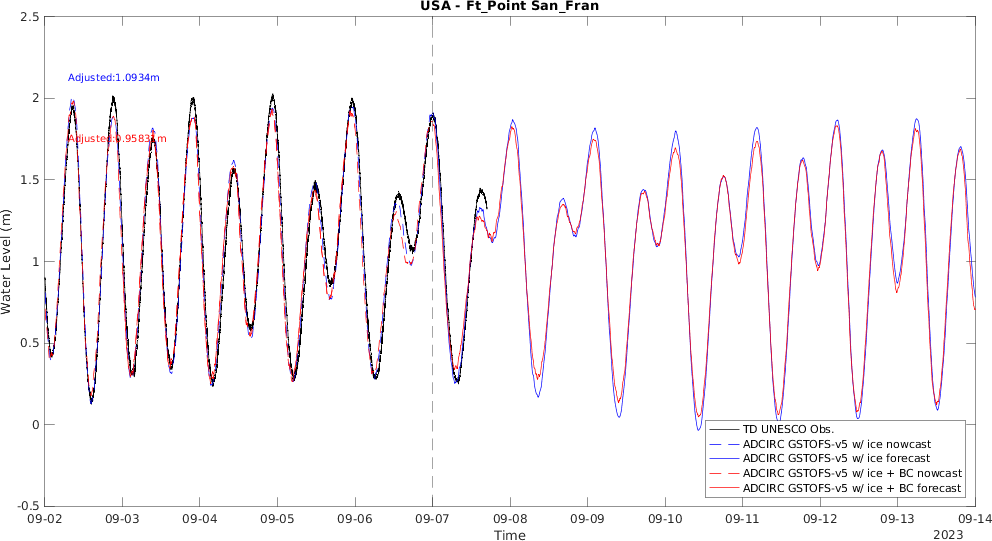 USA - Ft_Point San_Fran
Adjusted:1.0934m
Water Level (m)
2.5
2
1.5
1
0.5
0
-0.5
TD UNESCO Obs.
ADCIRC GSTOFS-v5 w/ ice nowcast
ADCIRC GSTOFS-v5 w/ ice forecast
ADCIRC GSTOFS-v5 w/ ice + BC nowcast
ADCIRC GSTOFS-v5 w/ ice + BC forecast
09-02 09-03 09-04 09-05 09-06 09-07 09-08 09-09 09-10 09-11 09-12 09-13 09-14
Time
2023